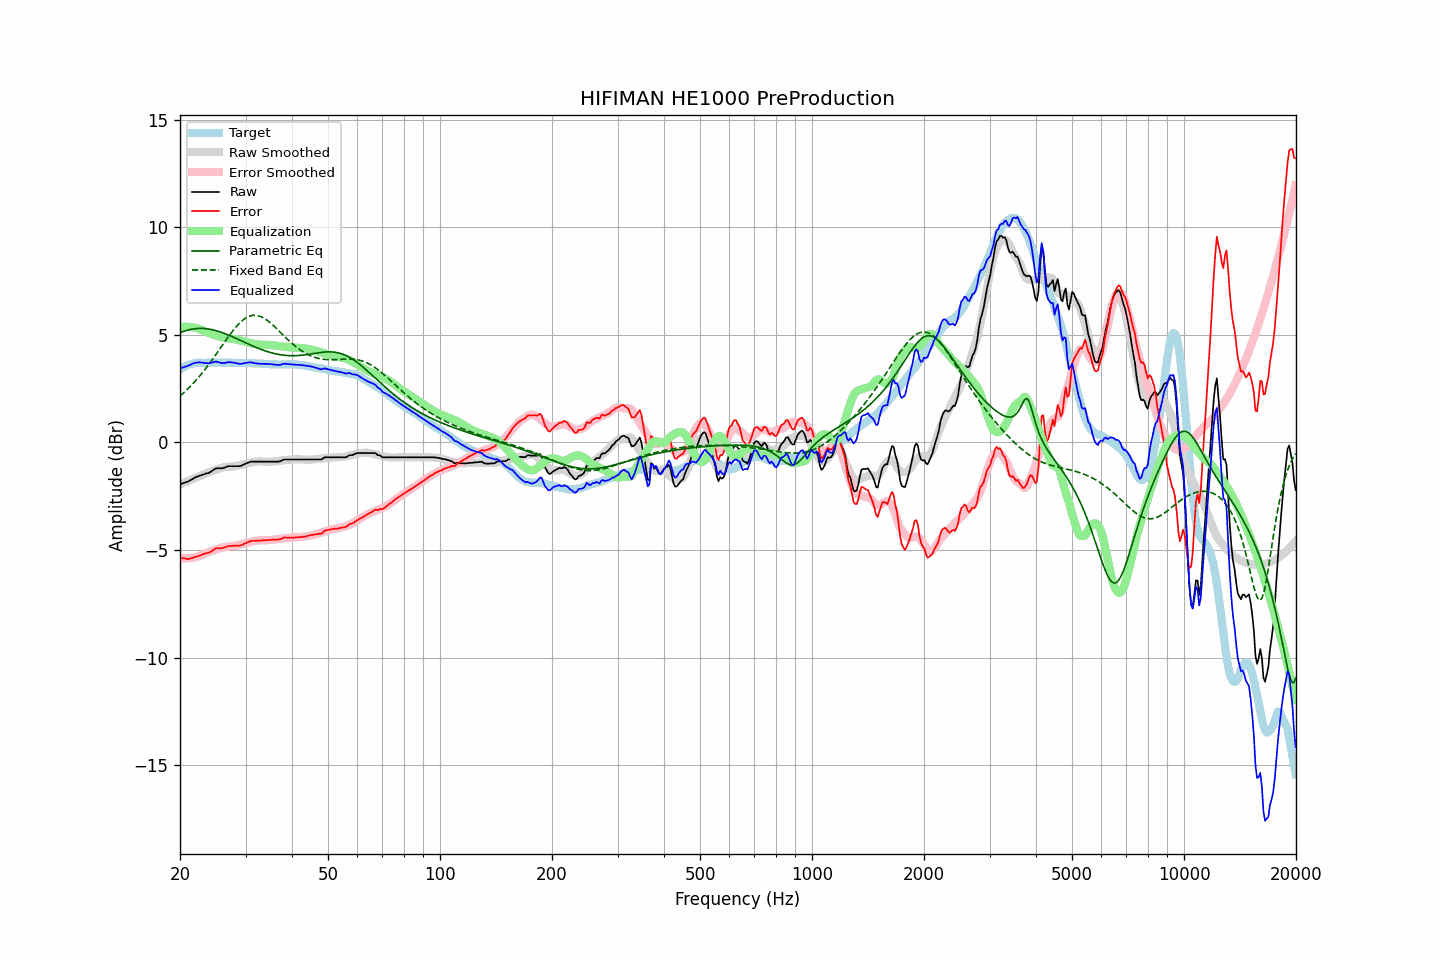 HIFIMAN HE1000 PreProduction
15
10
5
0
−5
−10
−15
Amplitude (dBr)
Target
Raw Smoothed
Error Smoothed
Raw
Error
Equalization
Parametric Eq
Fixed Band Eq
Equalized
20 50 100 200 500 1000 2000 5000 10000 20000
Frequency (Hz)